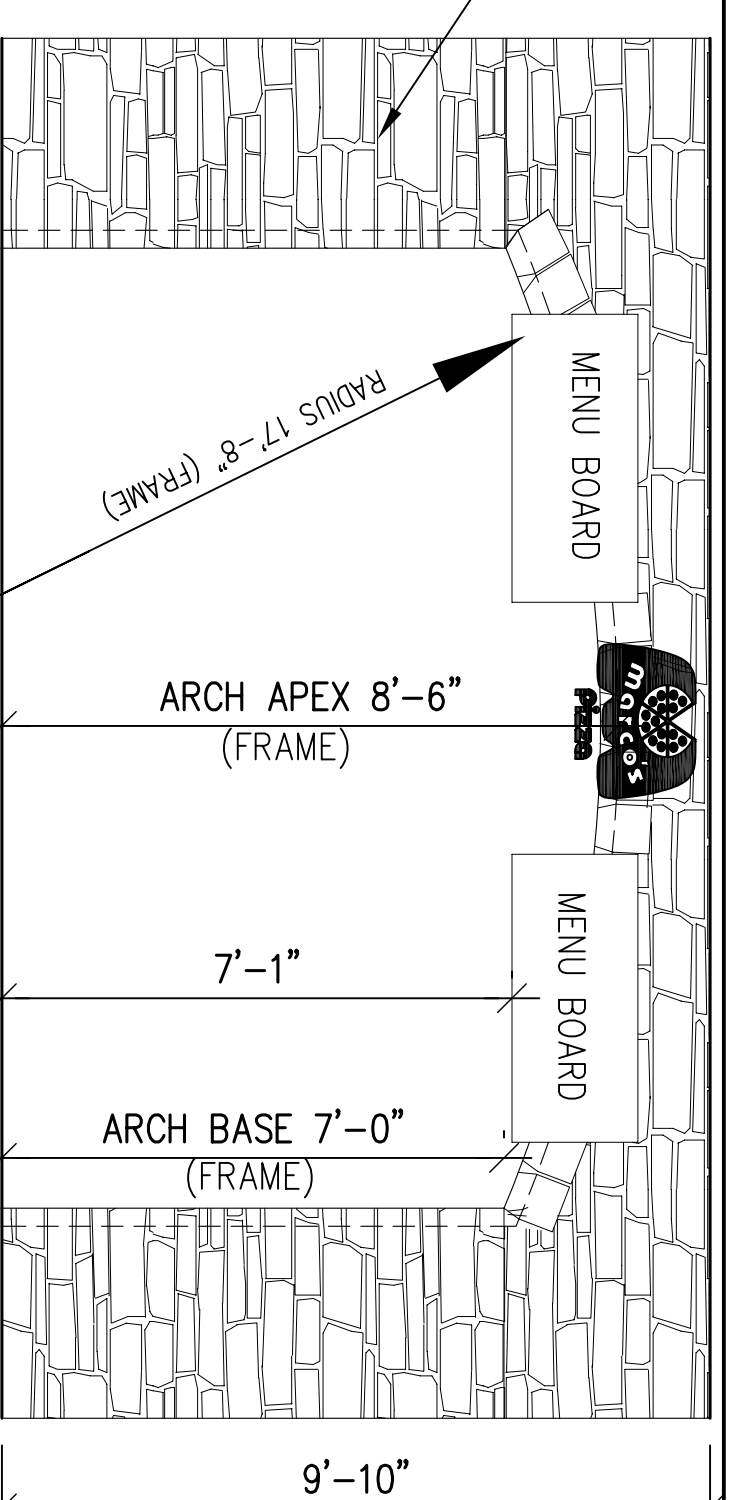 RADIUS 17'-8" (FRAME)
MENU BOARD
ARCH APEX 8'-6"
(FRAME)
marco's
pizza
MENU BOARD
7'-1"
ARCH BASE 7'-0"
(FRAME)
9'-10"